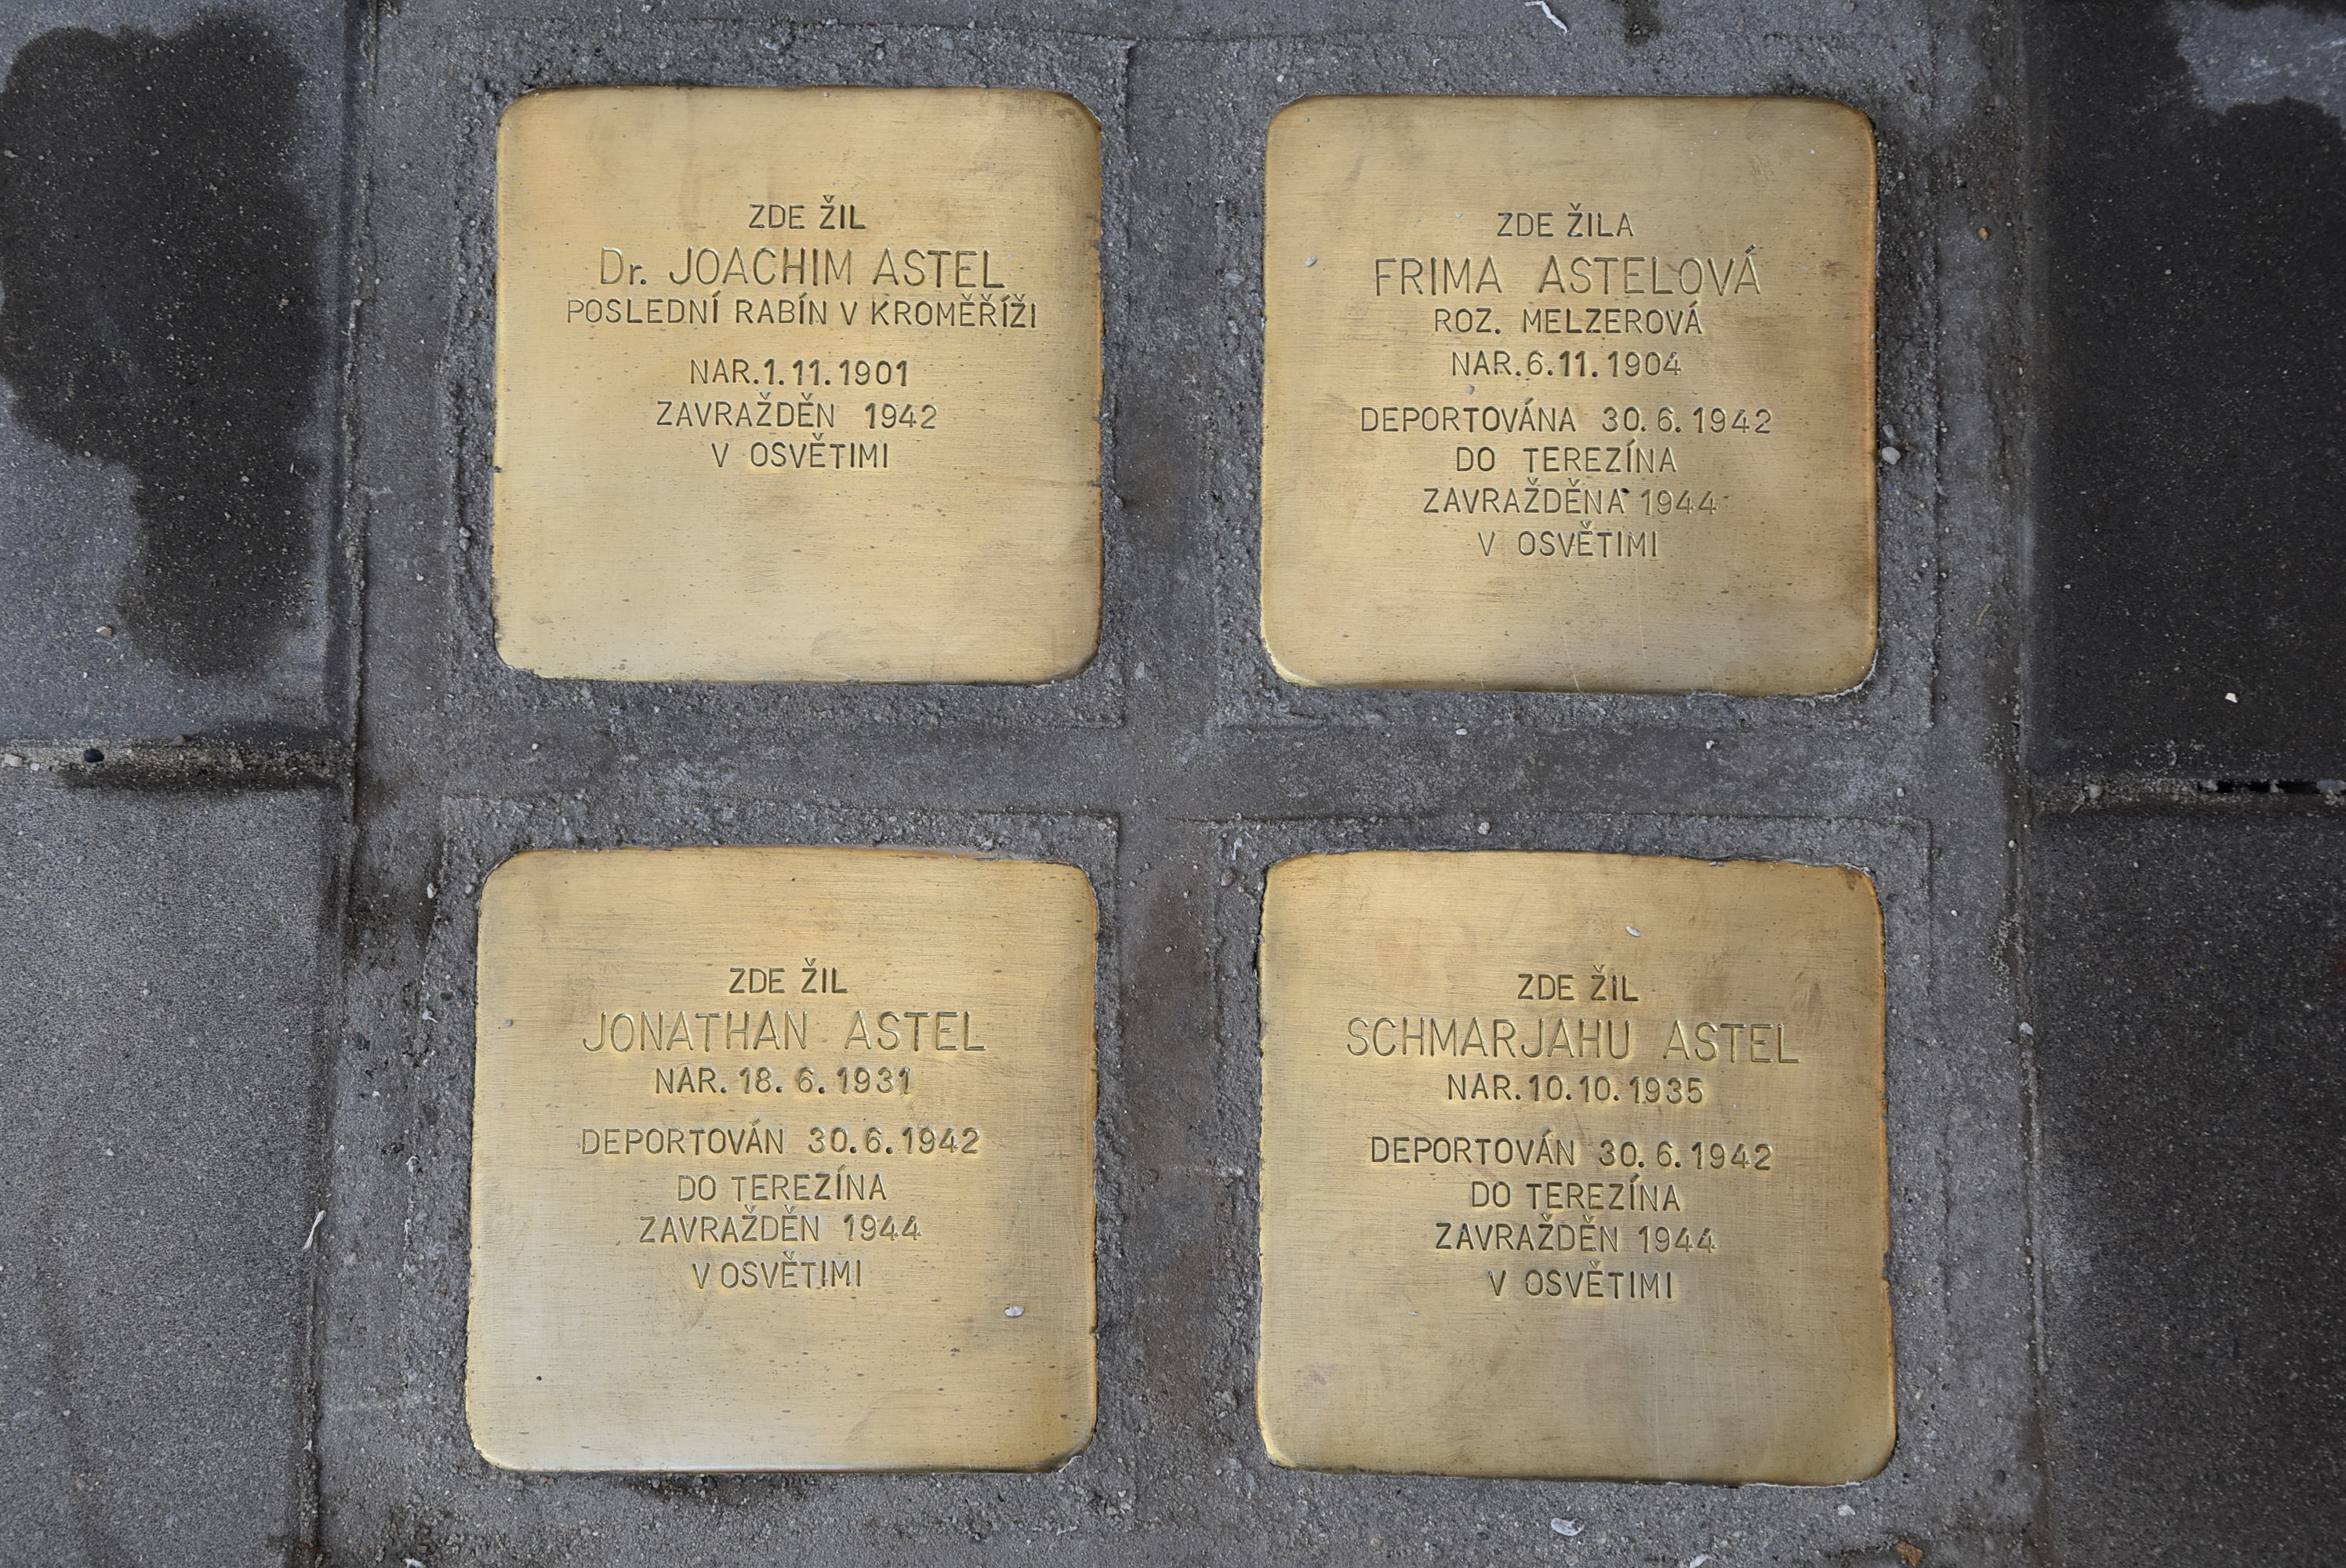 ZDE ŽIL
Dr. JOACHIM ASTEL
POSLEDNÍ RABÍN V KROMĚŘÍŽI
NAR.1.11.1901
ZAVRAŽDĚN 1942
V OSVĚTIMI
ZDE ŽILA
FRIMA ASTELOVÁ
ROZ. MELZEROVÁ
NAR.6.11.1904
DEPORTOVÁNA 30.6.1942
DO TEREZÍNA
ZAVRAŽDĚNA 1944
V OSVĚTIMI
ZDE ŽIL
JONATHAN ASTEL
NAR. 18. 6. 1931
DEPORTOVÁN 30.6.1942
DO TEREZÍNA
ZAVRAŽDĚN 1944
V OSVĚTIMI
ZDE ŽIL
SCHMARJAHU ASTEL
NAR.10.10.1935
DEPORTOVÁN 30.6.1942
DO TEREZÍNA
ZAVRAŽDĚN 1944
V OSVĚTIMI